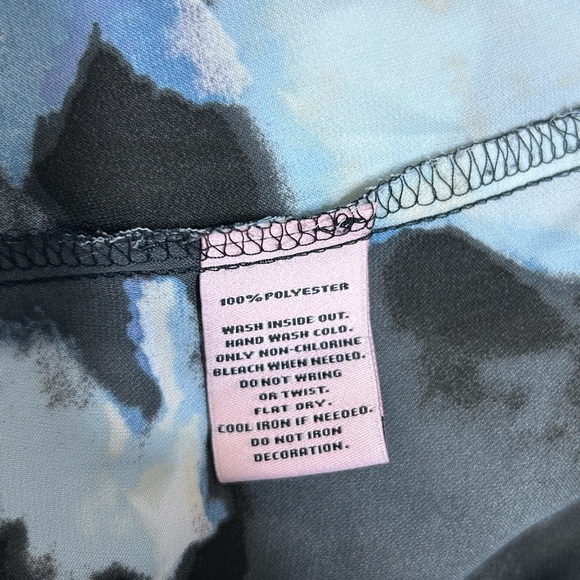 100% POLYESTER
WASH INSIDE OUT.
HAND WASH COLD.
ONLY NON-CHLORINE
BLEACH WHEN NEEDED.
DO NOT WRING
OR TWIST.
FLAT DRY.
COOL IRON IF NEEDED.
DO NOT IRON
DECORATION.